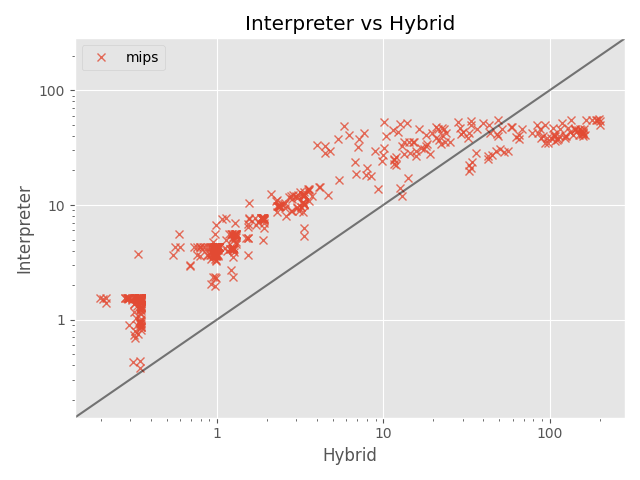 Interpreter vs Hybrid
mips
100
10
1
Interpreter
1 10 100
Hybrid